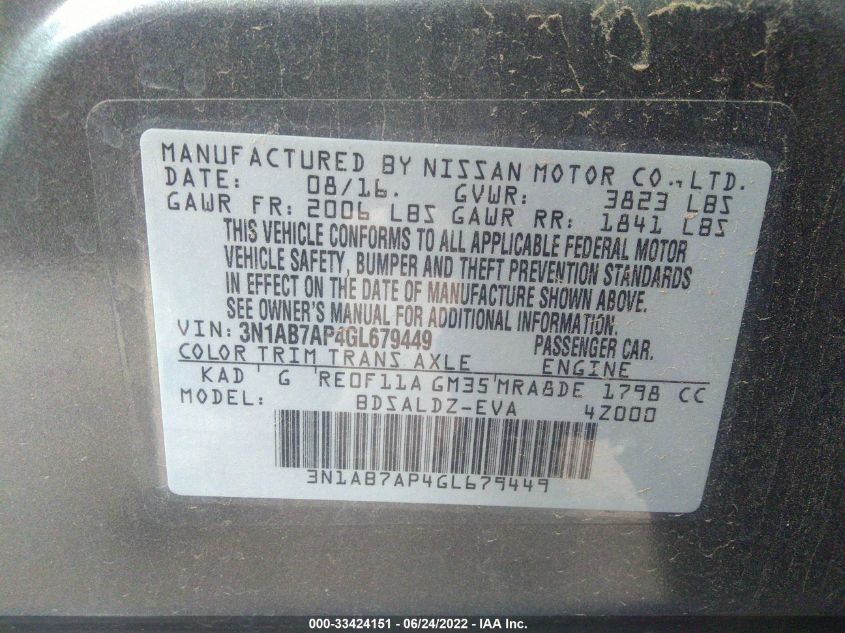 MANUFACTURED BY NISSAN MOTOR CO., LTD.
DATE: 08/16. GVWR: 3823 LBS
GAWR FR: 2006 LBS GAWR RR: 1841 LBS
THIS VEHICLE CONFORMS TO ALL APPLICABLE FEDERAL MOTOR
VEHICLE SAFETY, BUMPER AND THEFT PREVENTION STANDARDS
IN EFFECT ON THE DATE OF MANUFACTURE SHOWN ABOVE.
SEE OWNER'S MANUAL FOR ADDITIONAL INFORMATION.
VIN: 3N1AB7AP4GL679449 PASSENGER CAR.
COLOR TRIM TRANS AXLE ENGINE
KAD G RE0F11A GM35 MRA8DE 1798 CC
MODEL: BDSALDZ-EVA 4Z000
3N1AB7AP4GL679449
000-33424151 - 06/24/2022 - IAA Inc.